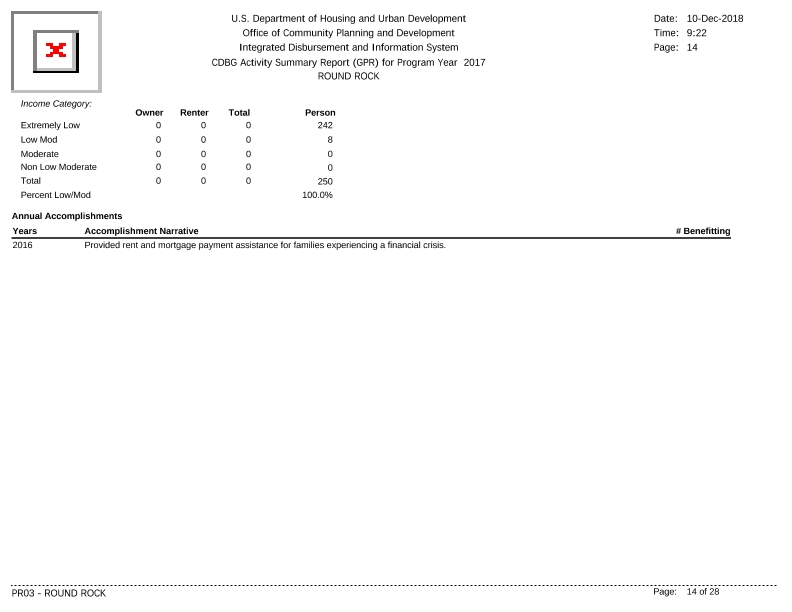 U.S. Department of Housing and Urban Development
Office of Community Planning and Development
Integrated Disbursement and Information System
CDBG Activity Summary Report (GPR) for Program Year 2017
ROUND ROCK
Date: 10-Dec-2018
Time: 9:22
Page: 14
Income Category:
Owner Renter Total Person
Extremely Low 0 0 0 242
Low Mod 0 0 0 8
Moderate 0 0 0 0
Non Low Moderate 0 0 0 0
Total 0 0 0 250
Percent Low/Mod 100.0%
Annual Accomplishments
Years Accomplishment Narrative # Benefitting
2016 Provided rent and mortgage payment assistance for families experiencing a financial crisis.
PR03 - ROUND ROCK Page: 14 of 28